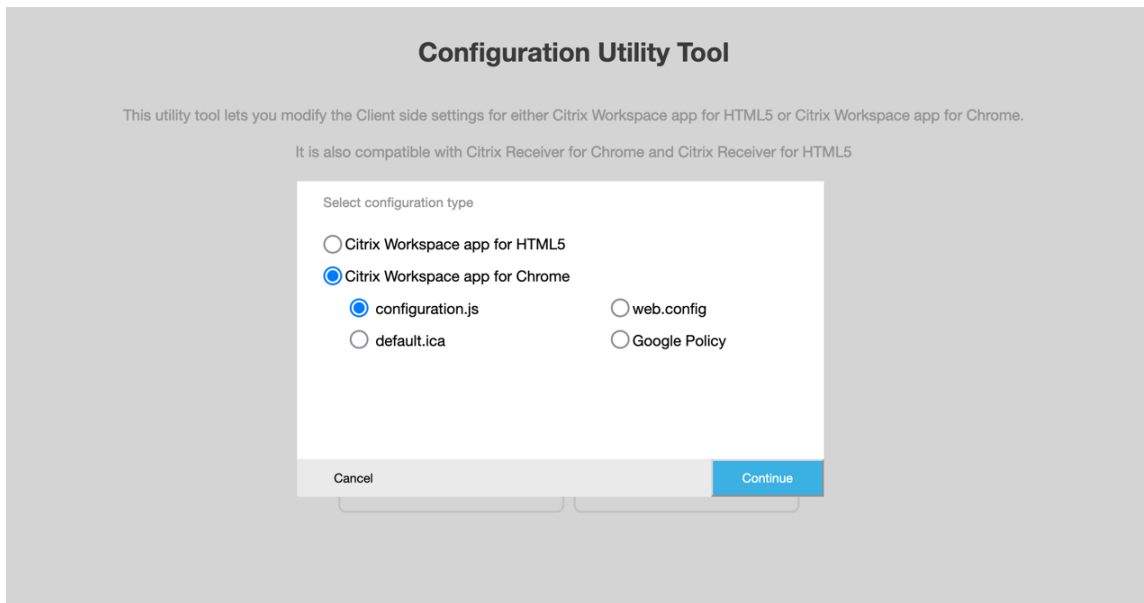 Configuration Utility Tool
This utility tool lets you modify the Client side settings for either Citrix Workspace app for HTML5 or Citrix Workspace app for Chrome.
It is also compatible with Citrix Receiver for Chrome and Citrix Receiver for HTML5
Select configuration type
Citrix Workspace app for HTML5
Citrix Workspace app for Chrome
configuration.js web.config
default.ica Google Policy
Cancel Continue